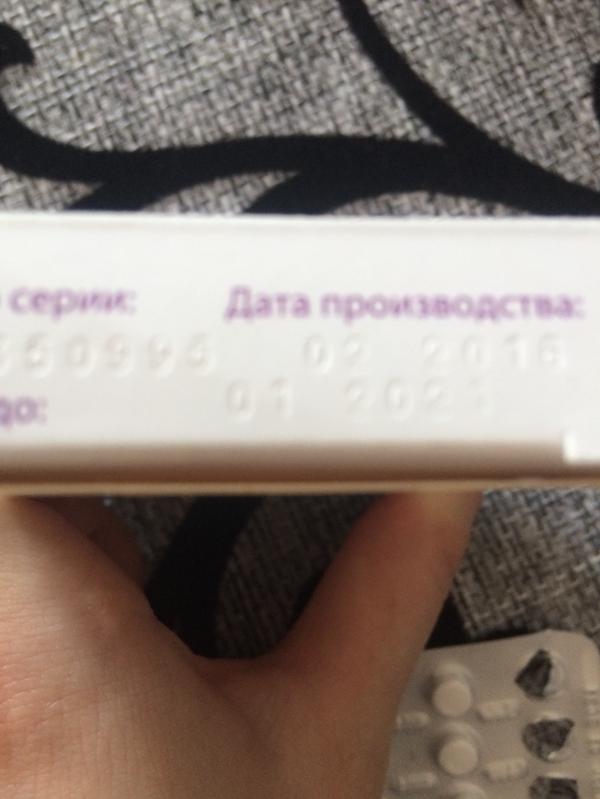 серии: Дата производства:
02 2016
до: 01 2021